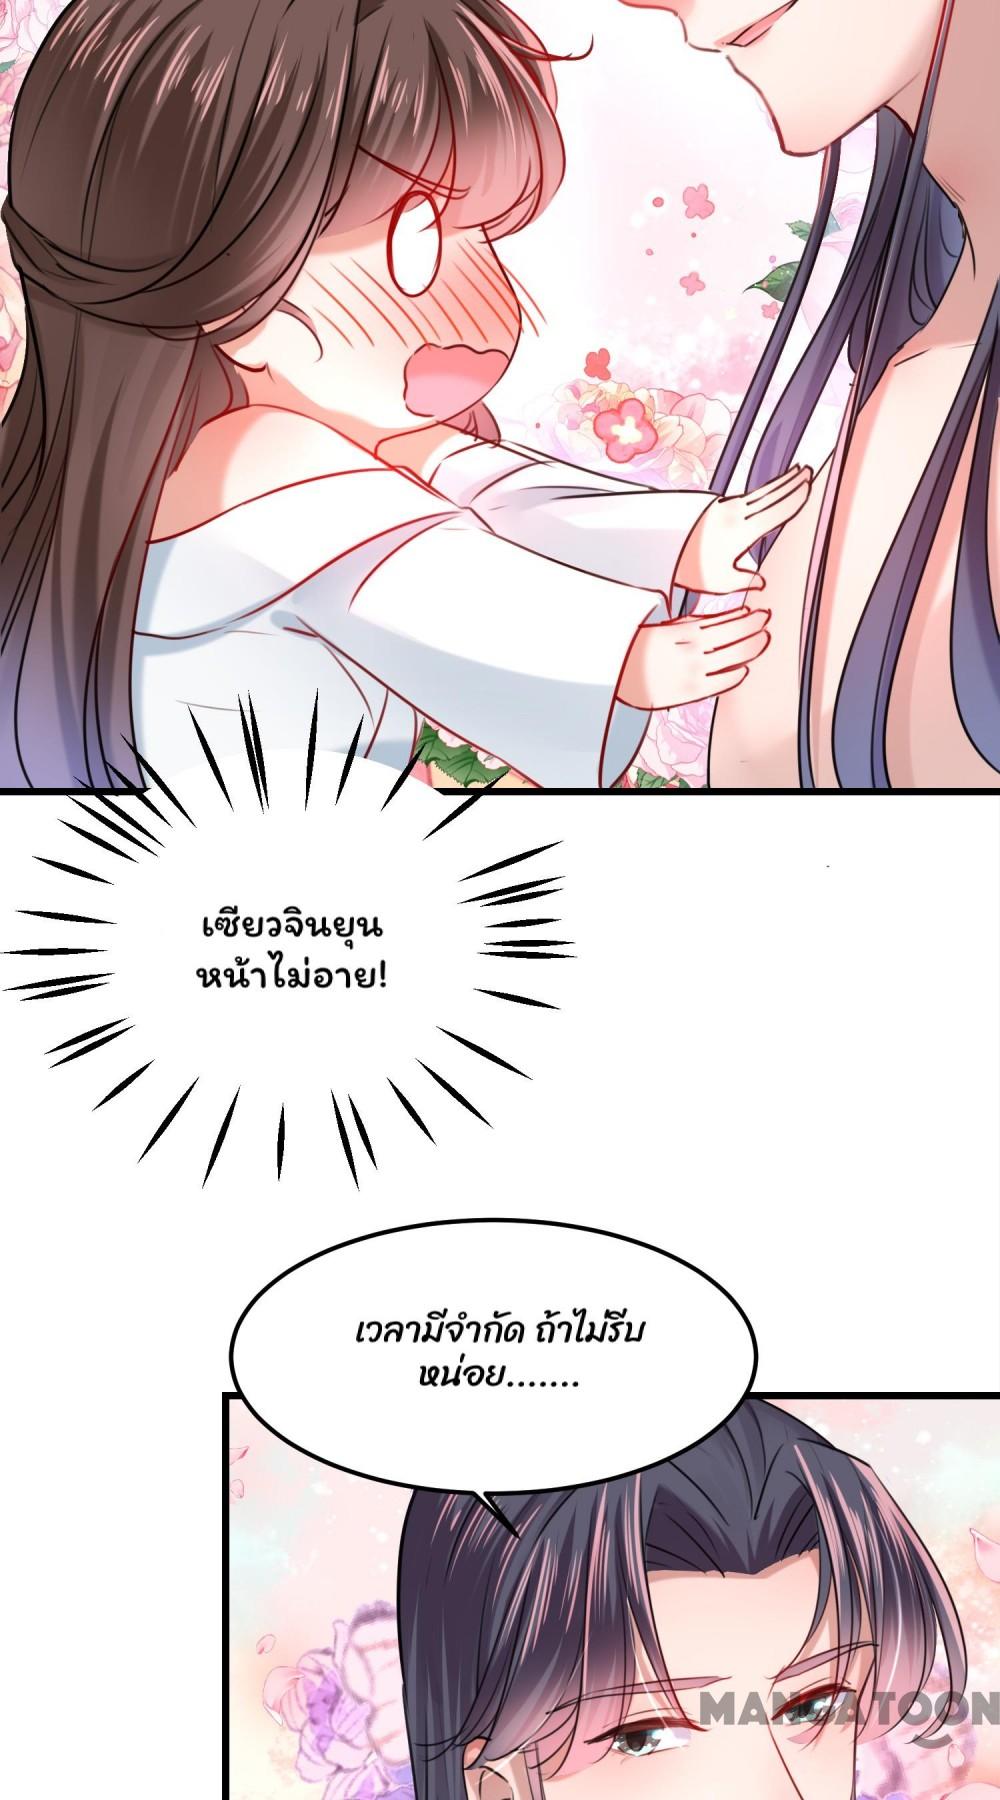 เซียวจินยุน
หน้าไม่อาย!
เวลามีจำกัด ถ้าไม่รีบ
หน่อย.......
MANGATOON